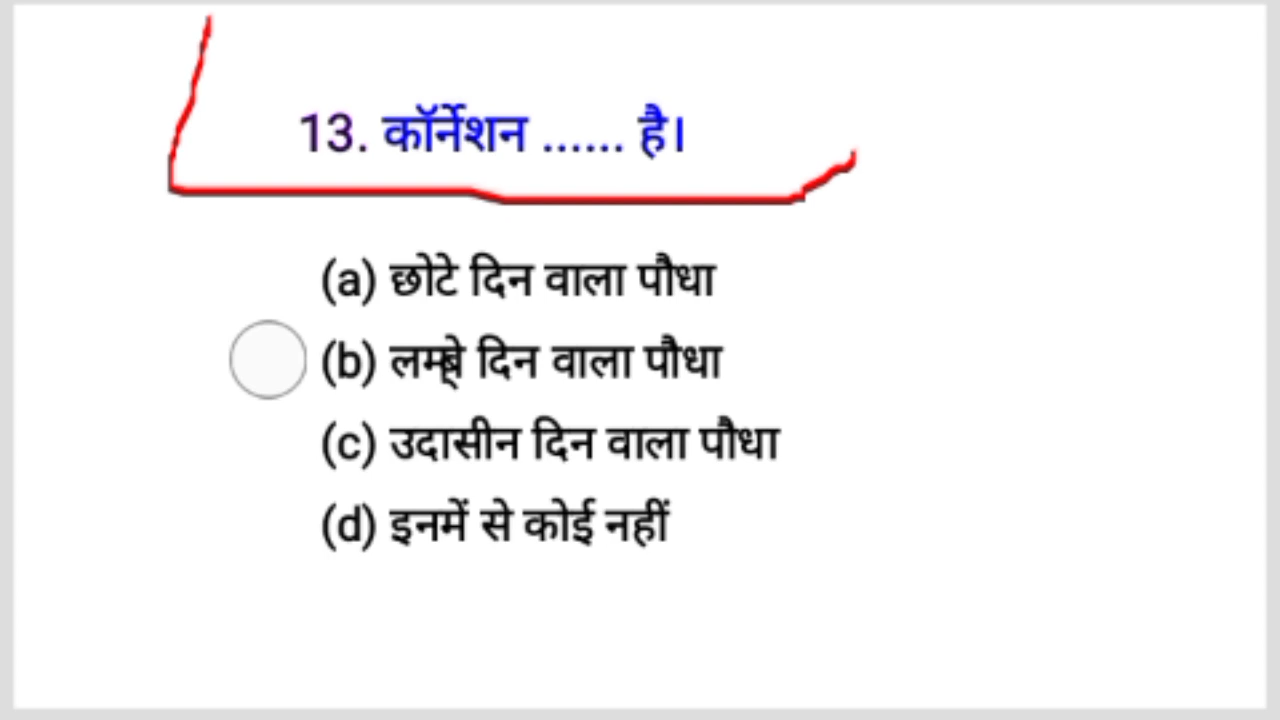 13. कॉर्नेशन ...... है।
(a) छोटे दिन वाला पौधा
(b) लम्बे दिन वाला पौधा
(c) उदासीन दिन वाला पौधा
(d) इनमें से कोई नहीं